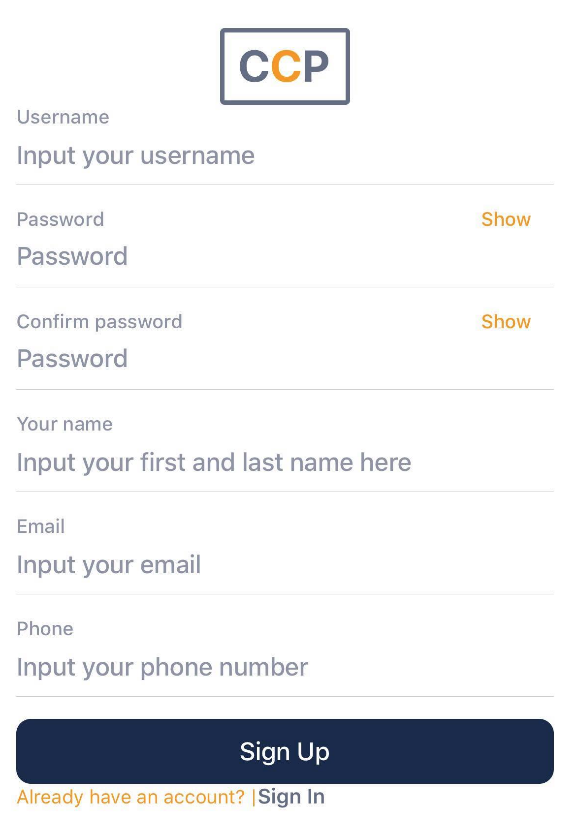 CCP
Username
Input your username
Password Show
Password
Confirm password Show
Password
Your name
Input your first and last name here
Email
Input your email
Phone
Input your phone number
Sign Up
Already have an account? |Sign In